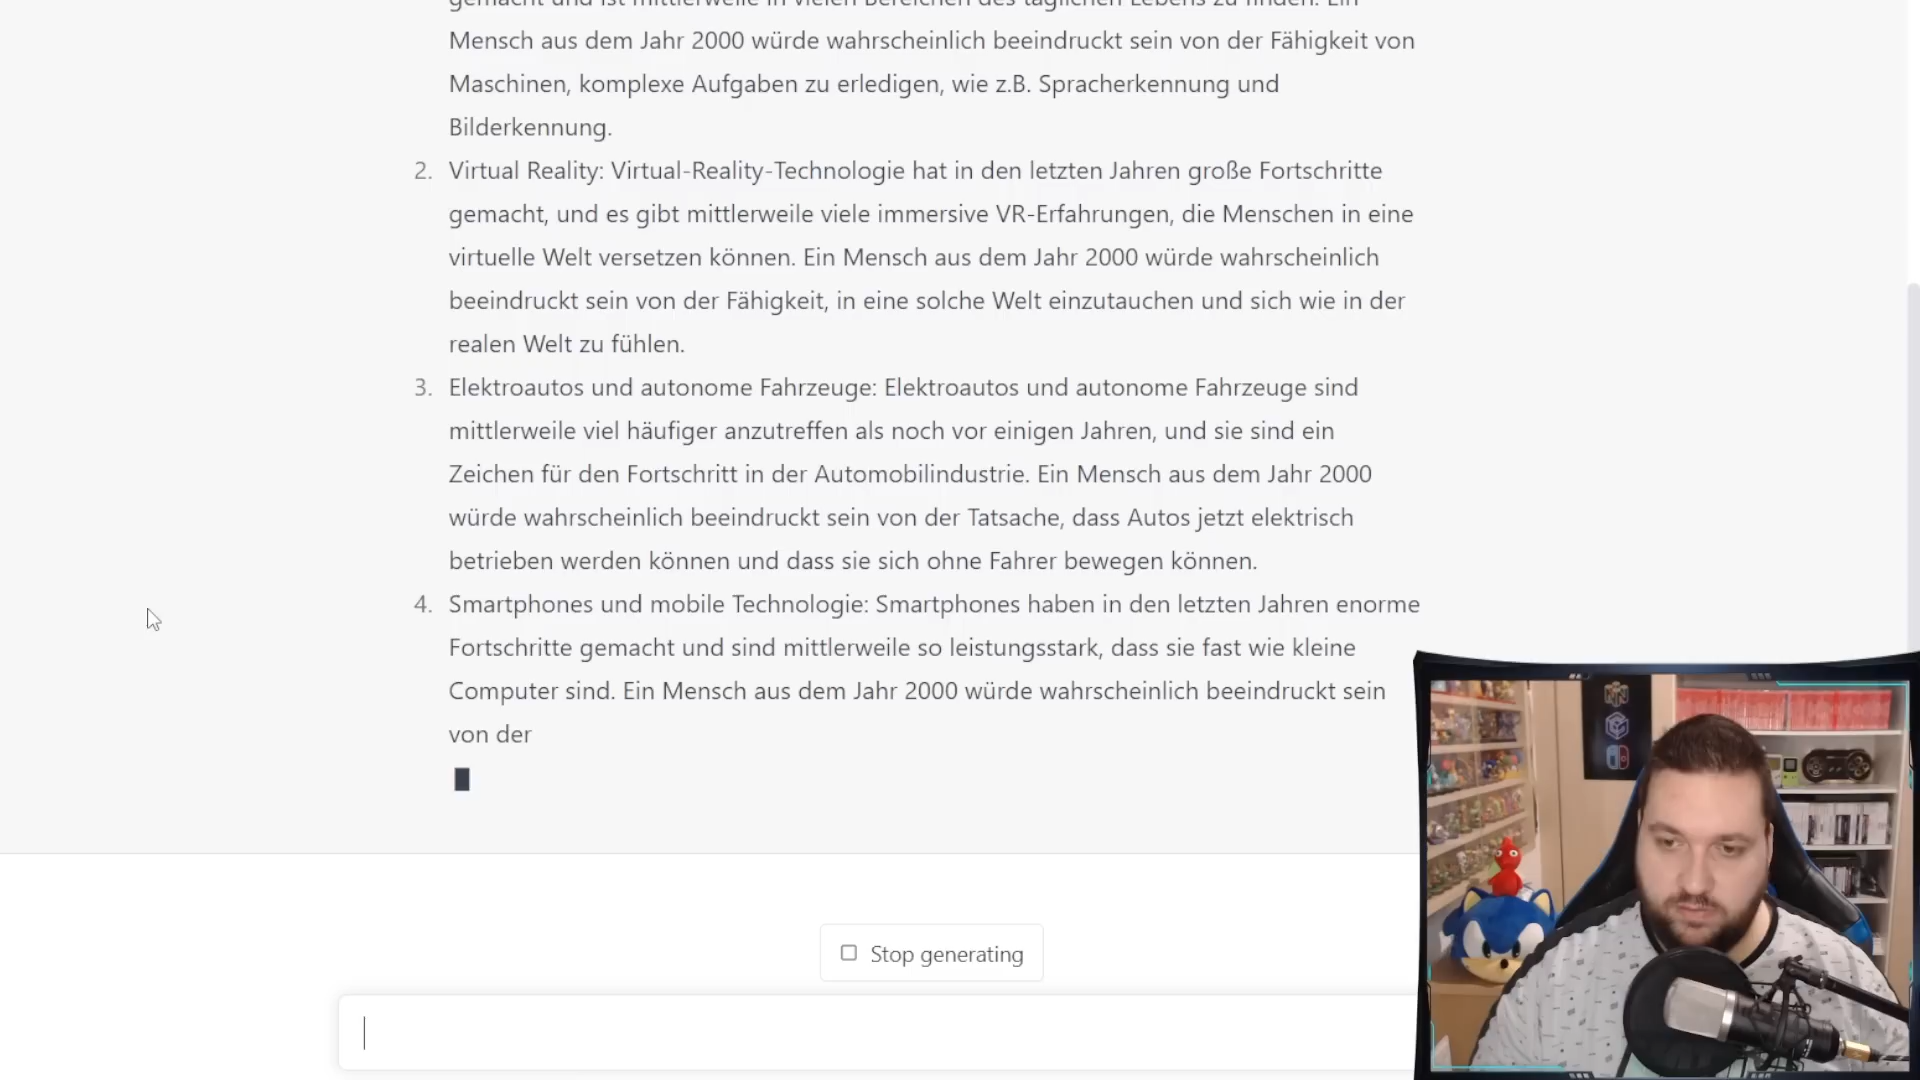 gemacht und ist mittlerweile in vielen Bereichen des täglichen Lebens zu finden. Ein
Mensch aus dem Jahr 2000 würde wahrscheinlich beeindruckt sein von der Fähigkeit von
Maschinen, komplexe Aufgaben zu erledigen, wie z.B. Spracherkennung und
Bilderkennung.
2. Virtual Reality: Virtual-Reality-Technologie hat in den letzten Jahren große Fortschritte
gemacht, und es gibt mittlerweile viele immersive VR-Erfahrungen, die Menschen in eine
virtuelle Welt versetzen können. Ein Mensch aus dem Jahr 2000 würde wahrscheinlich
beeindruckt sein von der Fähigkeit, in eine solche Welt einzutauchen und sich wie in der
realen Welt zu fühlen.
3. Elektroautos und autonome Fahrzeuge: Elektroautos und autonome Fahrzeuge sind
mittlerweile viel häufiger anzutreffen als noch vor einigen Jahren, und sie sind ein
Zeichen für den Fortschritt in der Automobilindustrie. Ein Mensch aus dem Jahr 2000
würde wahrscheinlich beeindruckt sein von der Tatsache, dass Autos jetzt elektrisch
betrieben werden können und dass sie sich ohne Fahrer bewegen können.
4. Smartphones und mobile Technologie: Smartphones haben in den letzten Jahren enorme
Fortschritte gemacht und sind mittlerweile so leistungsstark, dass sie fast wie kleine
Computer sind. Ein Mensch aus dem Jahr 2000 würde wahrscheinlich beeindruckt sein
von der
Stop generating